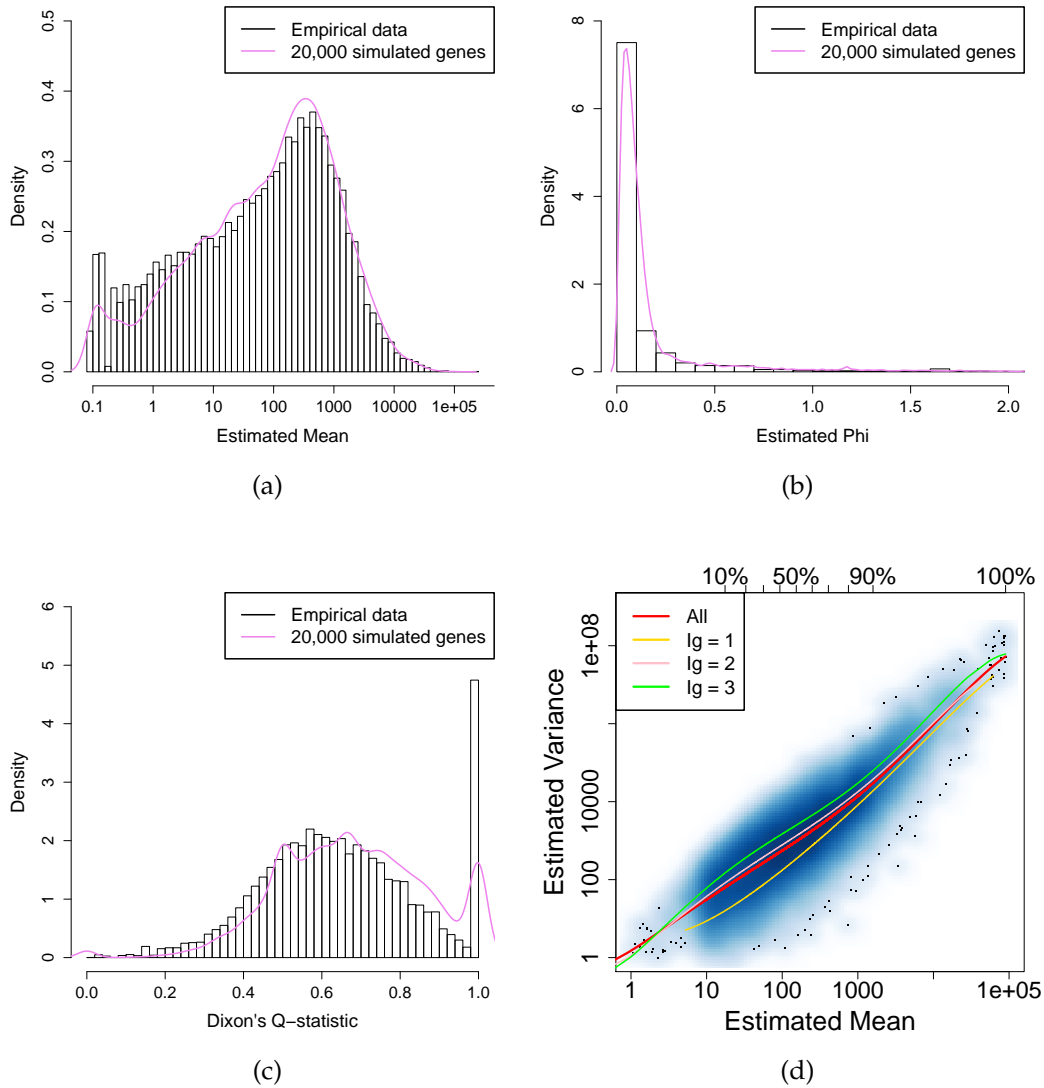 Empirical data
20,000 simulated genes
Density
0.0 0.1 0.2 0.3 0.4 0.5
0.1 1 10 100 1000 10000 1e+05
Estimated Mean
(a)
Empirical data
20,000 simulated genes
Density
0 2 4 6 8
0.0 0.5 1.0 1.5 2.0
Estimated Phi
(b)
Empirical data
20,000 simulated genes
Density
0 1 2 3 4 5 6
0.0 0.2 0.4 0.6 0.8 1.0
Dixon's Q−statistic
(c)
10% 50% 90% 100%
All
lg = 1
lg = 2
lg = 3
Estimated Variance
1 100 10000 1e+08
1 10 100 1000 1e+05
Estimated Mean
(d)